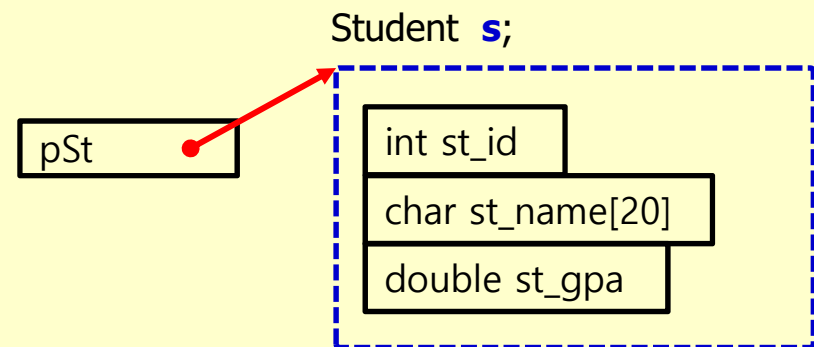 Student s;
pSt
int st_id
char st_name[20]
double st_gpa